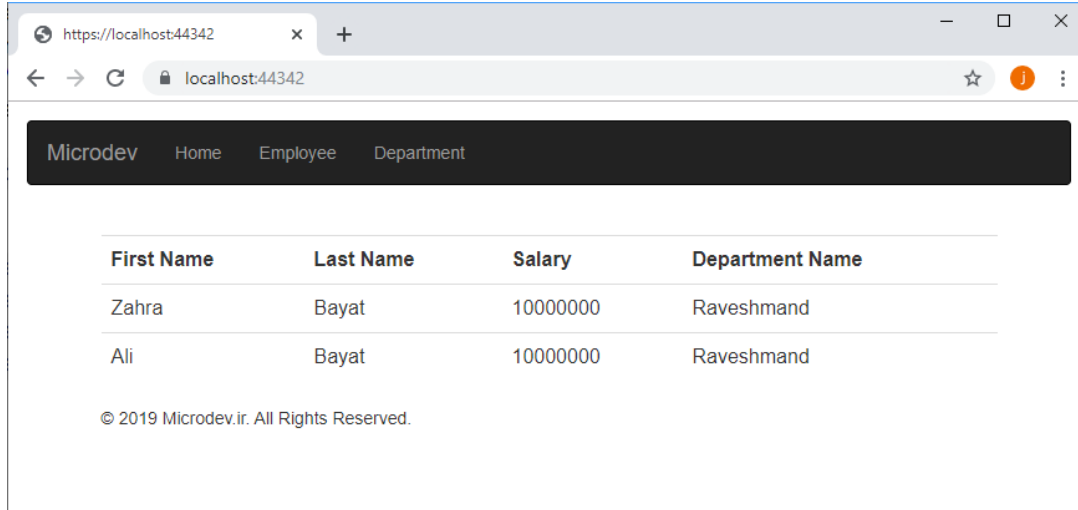 https://localhost:44342
localhost:44342
j
Microdev Home Employee Department
First Name Last Name Salary Department Name
Zahra Bayat 10000000 Raveshmand
Ali Bayat 10000000 Raveshmand
© 2019 Microdev.ir. All Rights Reserved.